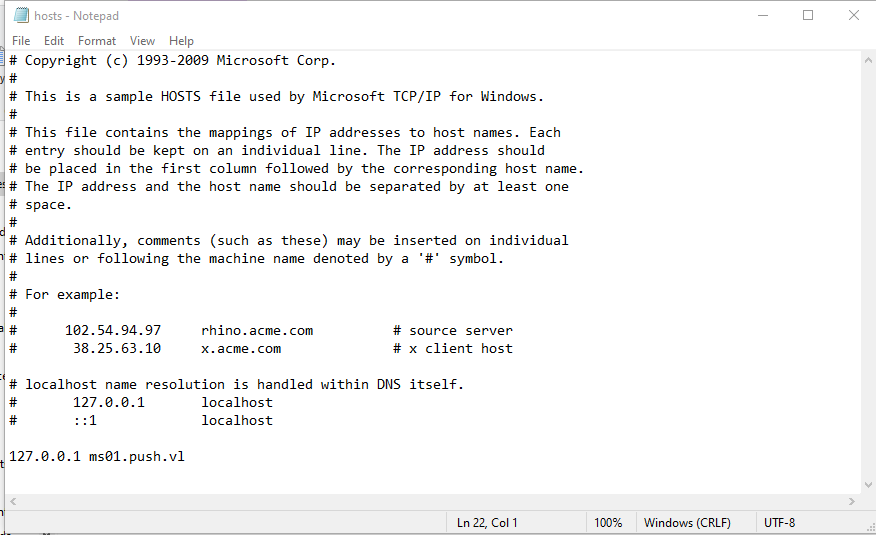 hosts - Notepad
File Edit Format View Help
# Copyright (c) 1993-2009 Microsoft Corp.
#
# This is a sample HOSTS file used by Microsoft TCP/IP for Windows.
#
# This file contains the mappings of IP addresses to host names. Each
# entry should be kept on an individual line. The IP address should
# be placed in the first column followed by the corresponding host name.
# The IP address and the host name should be separated by at least one
# space.
#
# Additionally, comments (such as these) may be inserted on individual
# lines or following the machine name denoted by a '#' symbol.
#
# For example:
#
#      102.54.94.97     rhino.acme.com          # source server
#       38.25.63.10     x.acme.com              # x client host

# localhost name resolution is handled within DNS itself.
#       127.0.0.1       localhost
#       ::1             localhost

127.0.0.1 ms01.push.vl
Ln 22, Col 1 100% Windows (CRLF) UTF-8